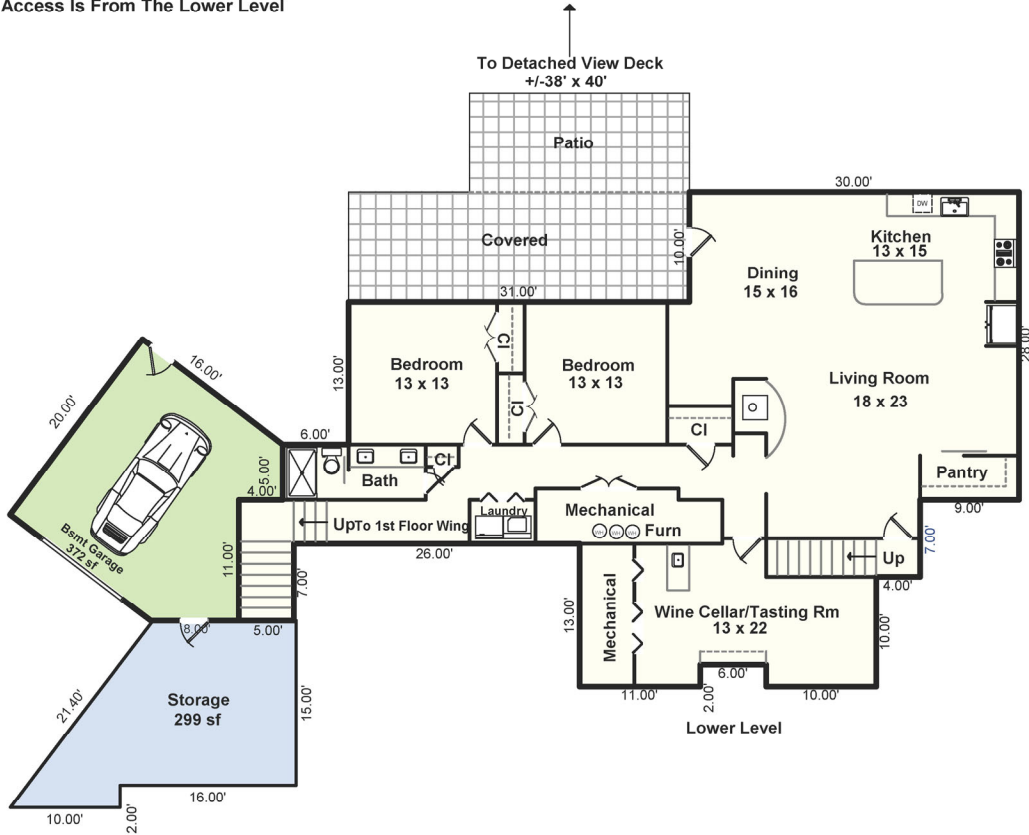 Access Is From The Lower Level
To Detached View Deck
+/-38' x 40'
Patio
30.00'
DW
Kitchen
13 x 15
Covered
10.00'
Dining
15 x 16
31.00'
28.00'
16.00'
13.00'
Cl
Bedroom
13 x 13
Bedroom
13 x 13
Living Room
18 x 23
20.00'
Cl
Cl
6.00'
Cl
5.00'
Bath
Pantry
4.00'
9.00'
Laundry
Mechanical
Up To 1st Floor Wing
Furn
Bsmt Garage
372 sf
26.00'
11.00'
7.00'
7.00'
Up
4.00'
Mechanical
13.00'
Wine Cellar/Tasting Rm
13 x 22
10.00'
8.00'
5.00'
6.00'
11.00'
2.00'
10.00'
21.40'
Storage
299 sf
15.00'
Lower Level
16.00'
10.00'
2.00'